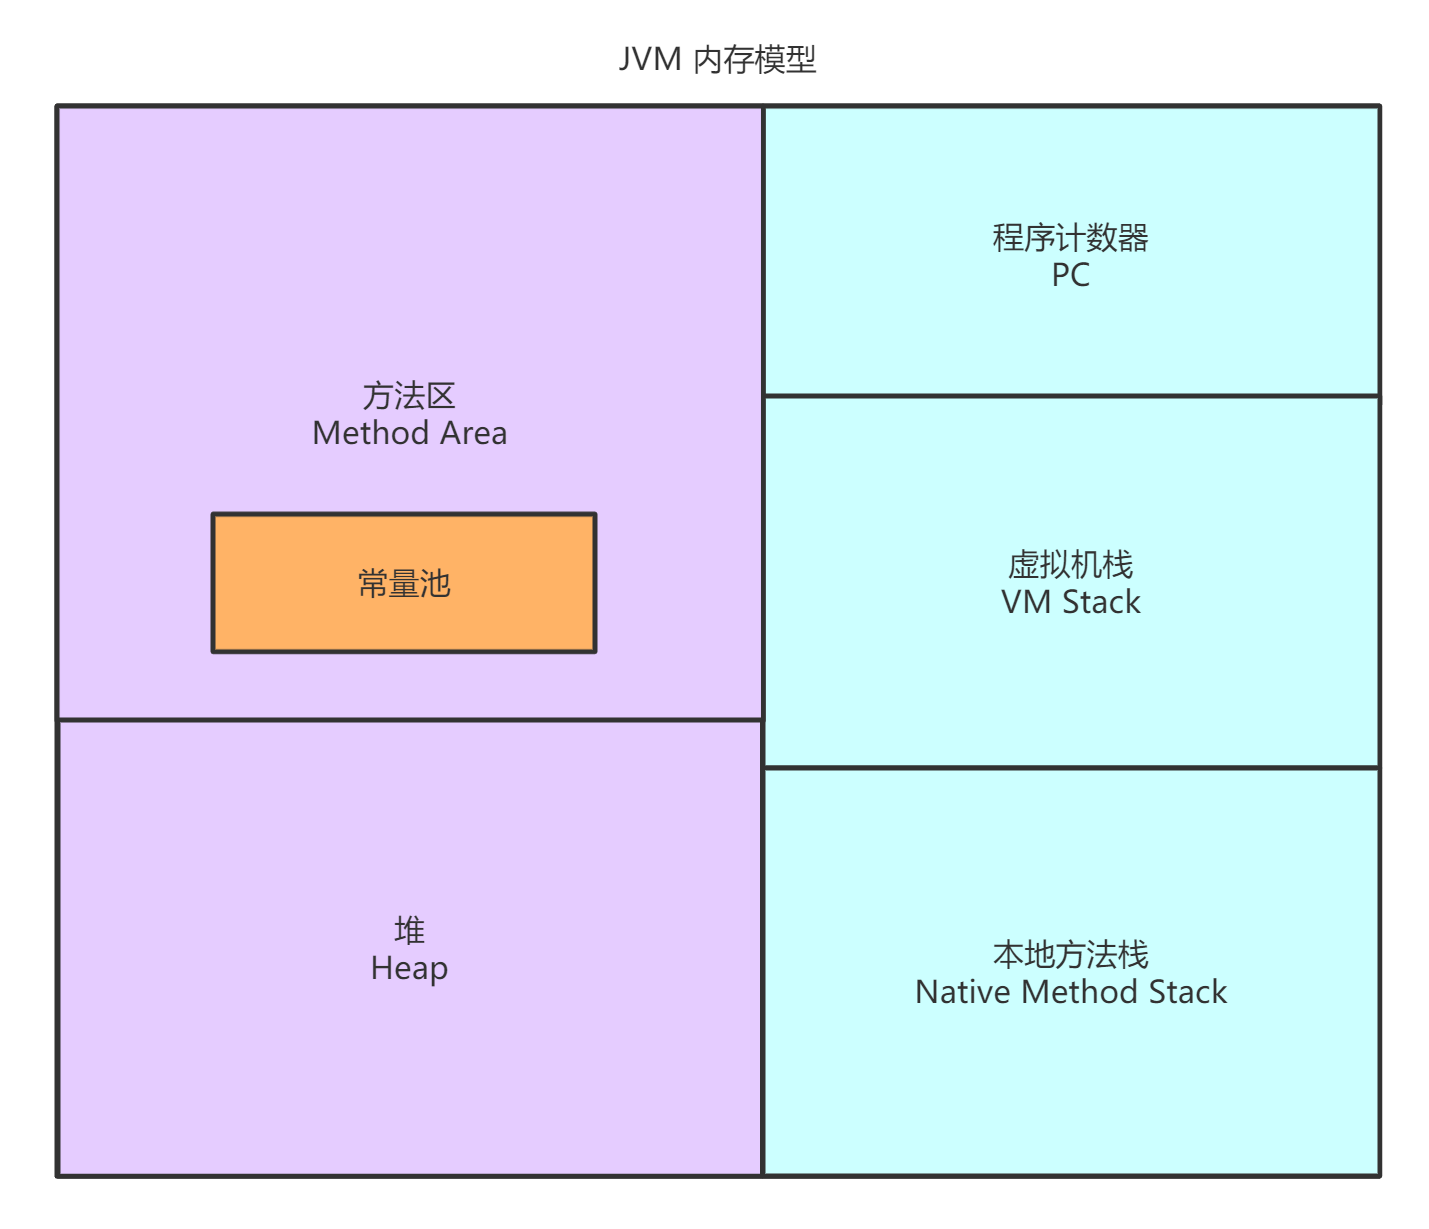 JVM 内存模型
方法区
Method Area
常量池
堆
Heap
程序计数器
PC
虚拟机栈
VM Stack
本地方法栈
Native Method Stack